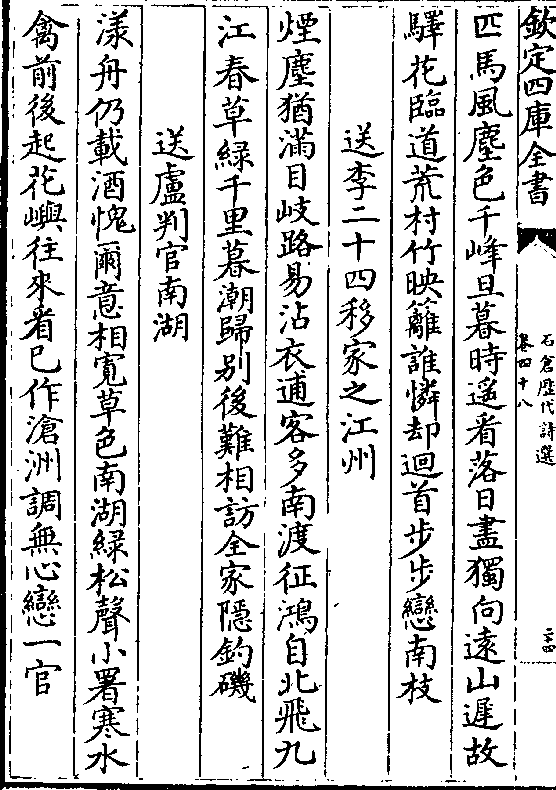 欽定四庫全書
石倉歷代詩選
卷四十八
二十四
匹馬風塵色千峰旦暮時遥看落日盡獨向遠山遲故
驛花臨道荒村竹映籬誰憐却迴首步步戀南枝
送李二十四移家之江州
煙塵猶滿目岐路易沾衣逋客多南渡征鴻自北飛九
江春草緑千里暮潮歸别後難相訪全家隠釣磯
送盧判官南湖
漾舟仍載酒愧爾意相寛草色南湖緑松聲小署寒水
禽前後起花嶼往來看已作滄洲調無心戀一官